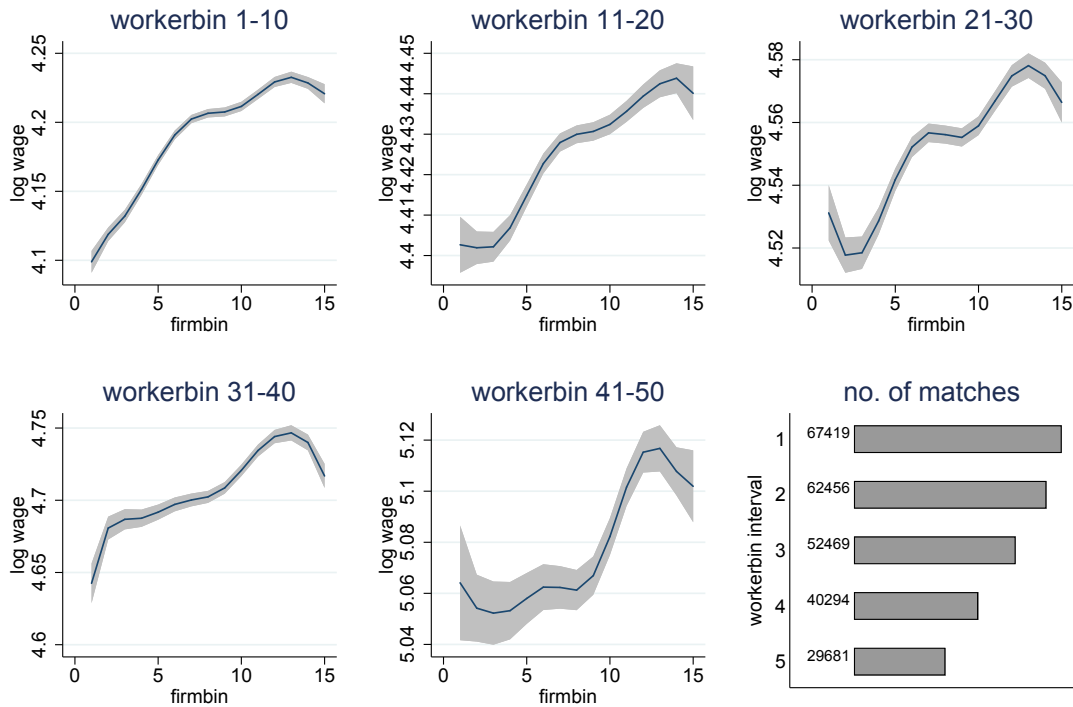 workerbin 1-10
log wage
4.25
4.2
4.15
4.1
0 5 10 15
firmbin
workerbin 11-20
log wage
4.45
4.44
4.43
4.42
4.41
4.4
0 5 10 15
firmbin
workerbin 21-30
log wage
4.58
4.56
4.54
4.52
0 5 10 15
firmbin
workerbin 31-40
log wage
4.75
4.7
4.65
4.6
0 5 10 15
firmbin
workerbin 41-50
log wage
5.12
5.1
5.08
5.06
5.04
0 5 10 15
firmbin
no. of matches
workerbin interval
1 67419
2 62456
3 52469
4 40294
5 29681